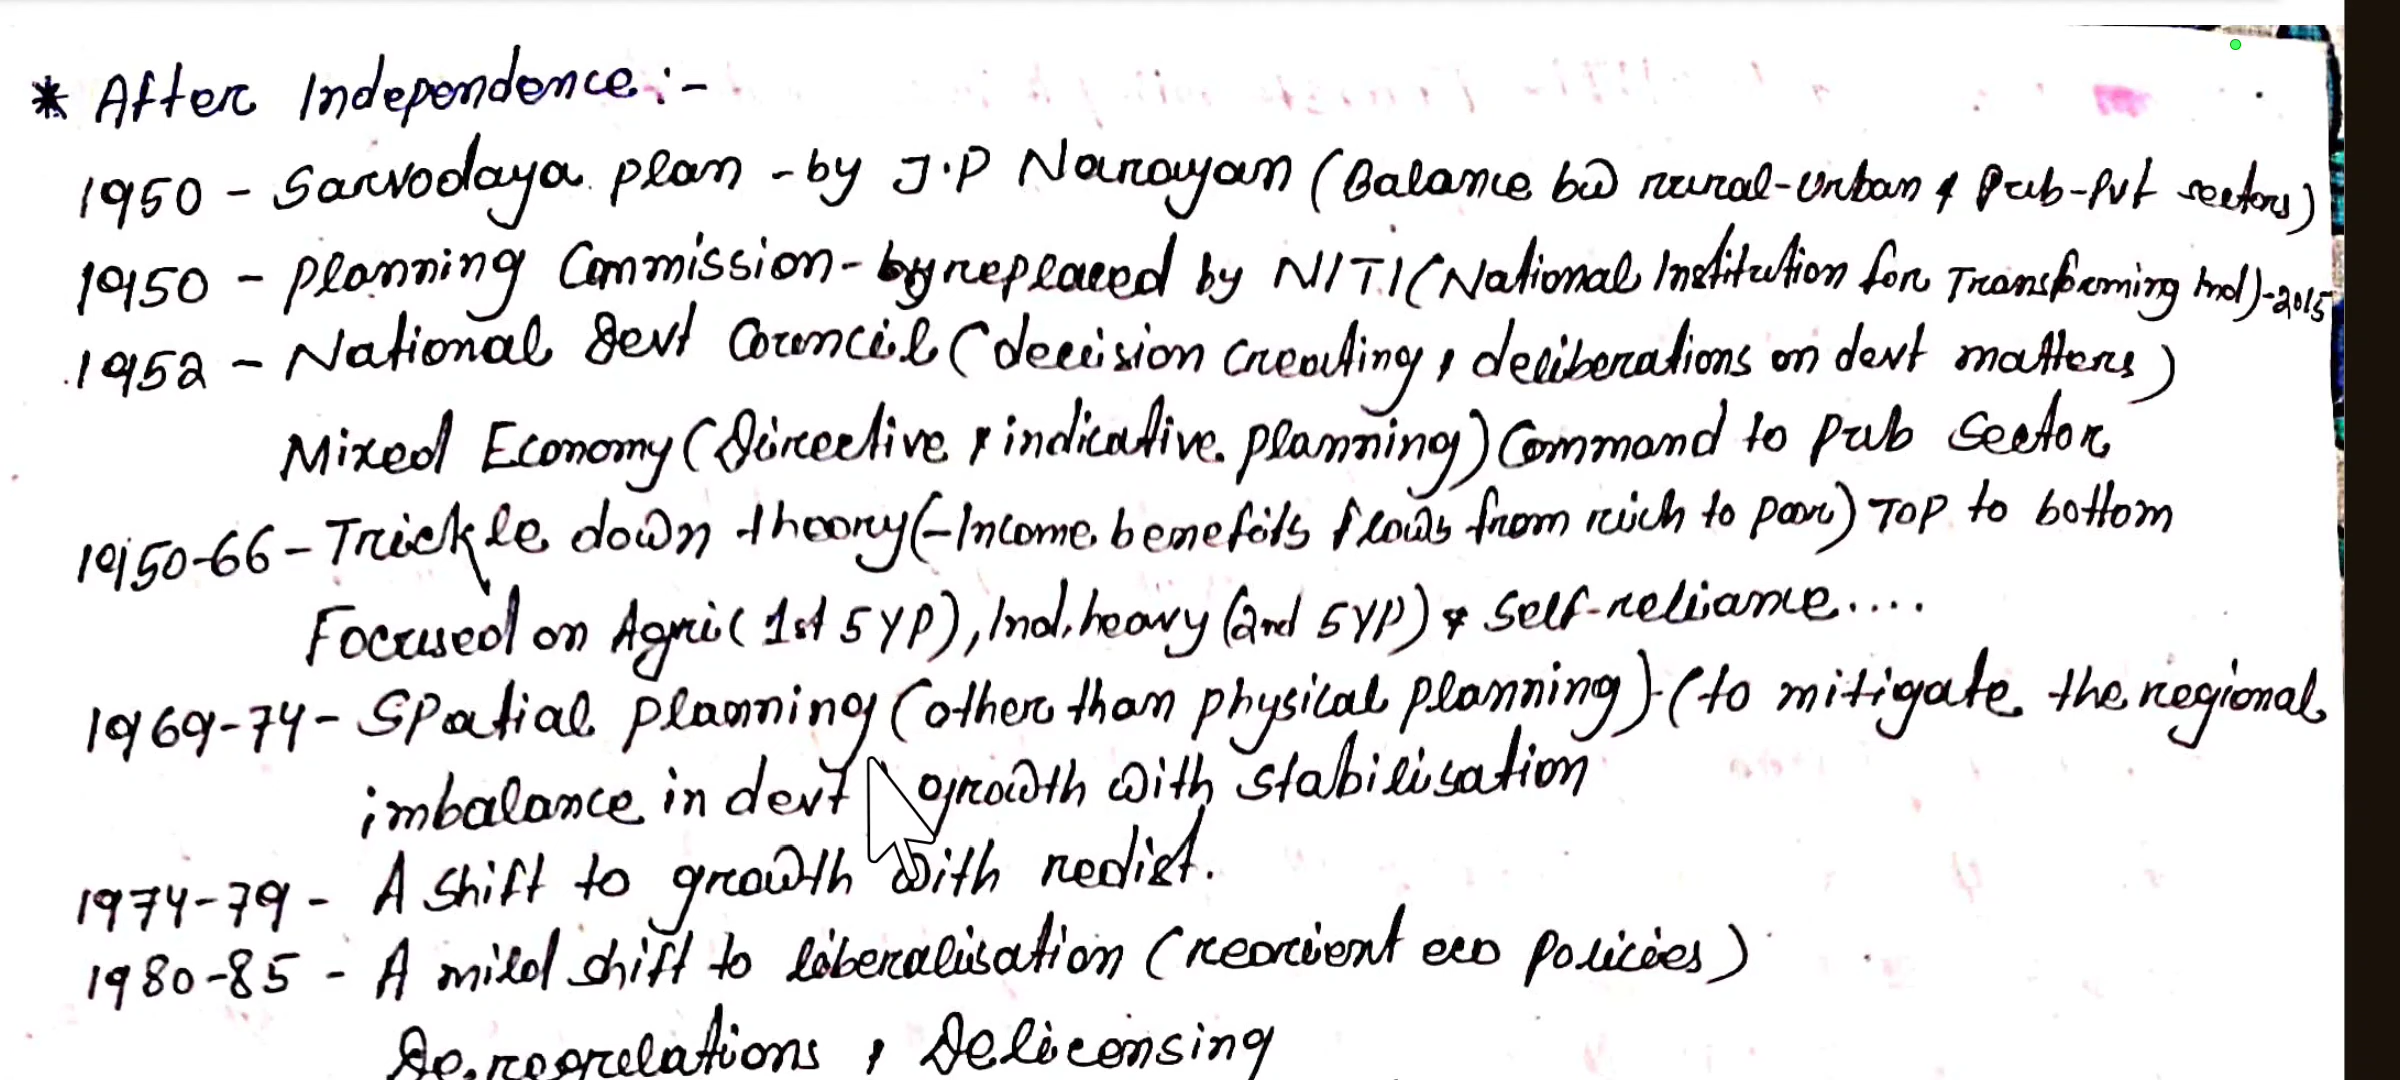 * After Independence:-
1950 - Sarvodaya plan - by J.P Narayan (Balance bw rural-urban & Pub-Pvt sectors)
1950 - Planning Commission - by replaced by NITI (National Institution for Transforming Ind)-2015
1952 - National Devt Council (decision creating, deliberations on devt matters)
Mixed Economy (Directive & indicative planning) Command to Pub Sector
1950-66 - Trickle down theory (-Income benefits flows from rich to poor) TOP to bottom
Focused on Agri (1st 5YP), Ind. heavy (2nd 5YP) & Self-reliance....
1969-74 - Spatial planning (other than physical planning) - (to mitigate the regional
imbalance in devt growth with stabilisation
1974-79 - A shift to growth with redist.
1980-85 - A mild shift to liberalisation (reorient eco policies)
De-regulations, Delicensing